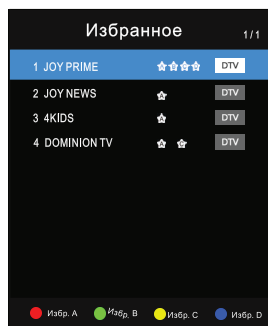 Избранное 1/1
1 JOY PRIME DTV
2 JOY NEWS DTV
3 4KIDS DTV
4 DOMINION TV DTV
Избр. A Избр. B Избр. C Избр. D